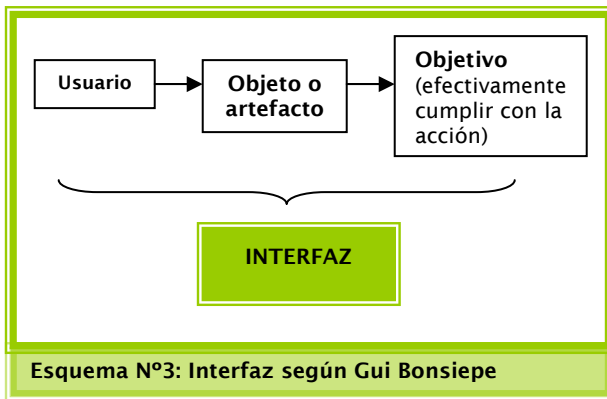 Usuario
Objeto o
artefacto
Objetivo
(efectivamente
cumplir con la
acción)
INTERFAZ
Esquema Nº3: Interfaz según Gui Bonsiepe